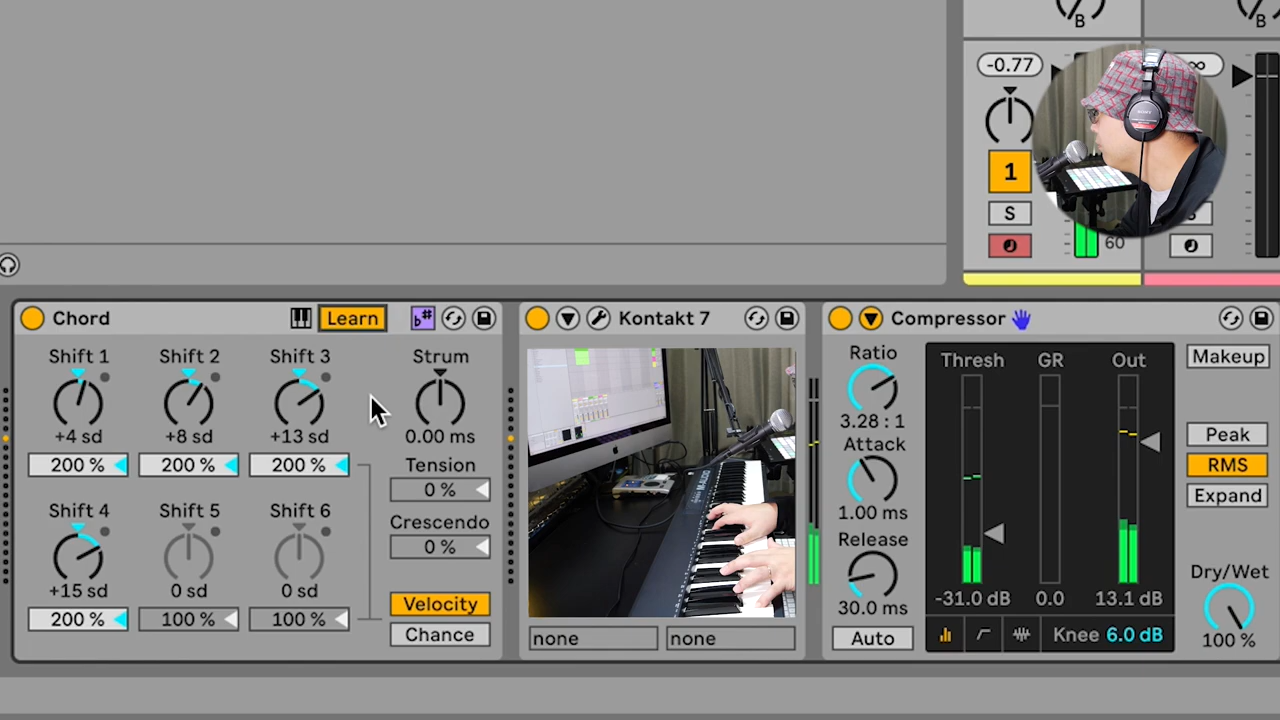 B
B
-0.77
∞
1
S
60
Chord
Learn
b#
Kontakt 7
Compressor
Shift 1
Shift 2
Shift 3
Strum
+4 sd
+8 sd
+13 sd
0.00 ms
200 %
200 %
200 %
Tension
0 %
Shift 4
Shift 5
Shift 6
Crescendo
0 %
+15 sd
0 sd
0 sd
200 %
100 %
100 %
Velocity
Chance
none
none
Ratio
3.28 : 1
Attack
1.00 ms
Release
30.0 ms
Auto
Thresh
GR
Out
-31.0 dB
0.0
13.1 dB
Knee 6.0 dB
Makeup
Peak
RMS
Expand
Dry/Wet
100 %
SONY
M-AUDIO